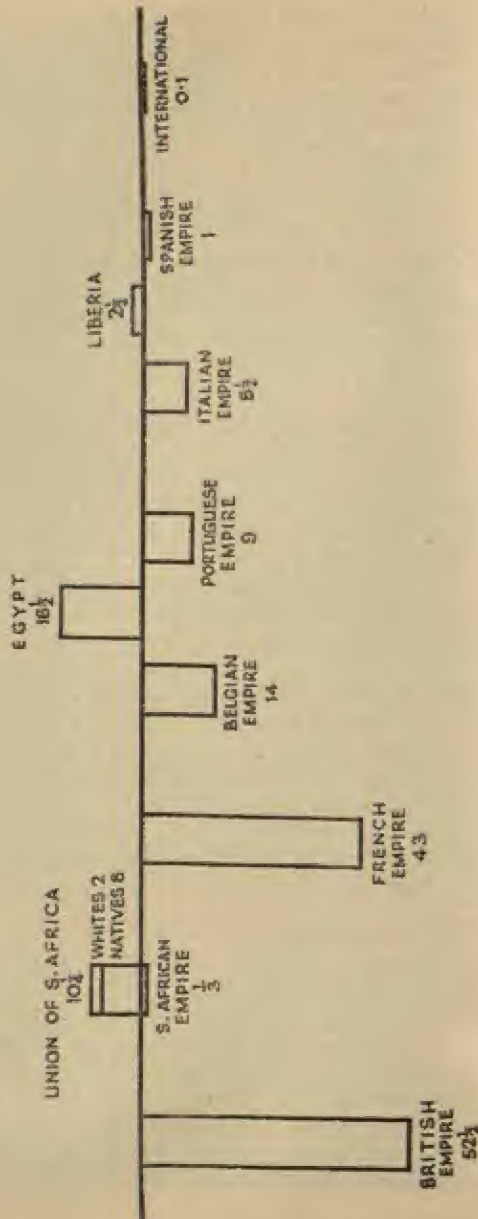 UNION OF S. AFRICA
10¼
WHITES 2
NATIVES 8
EGYPT
16½
LIBERIA
2½
BRITISH
EMPIRE
52½
S. AFRICAN
EMPIRE
⅓
FRENCH
EMPIRE
43
BELGIAN
EMPIRE
14
PORTUGUESE
EMPIRE
9
ITALIAN
EMPIRE
8½
SPANISH
EMPIRE
1
INTERNATIONAL
0·1